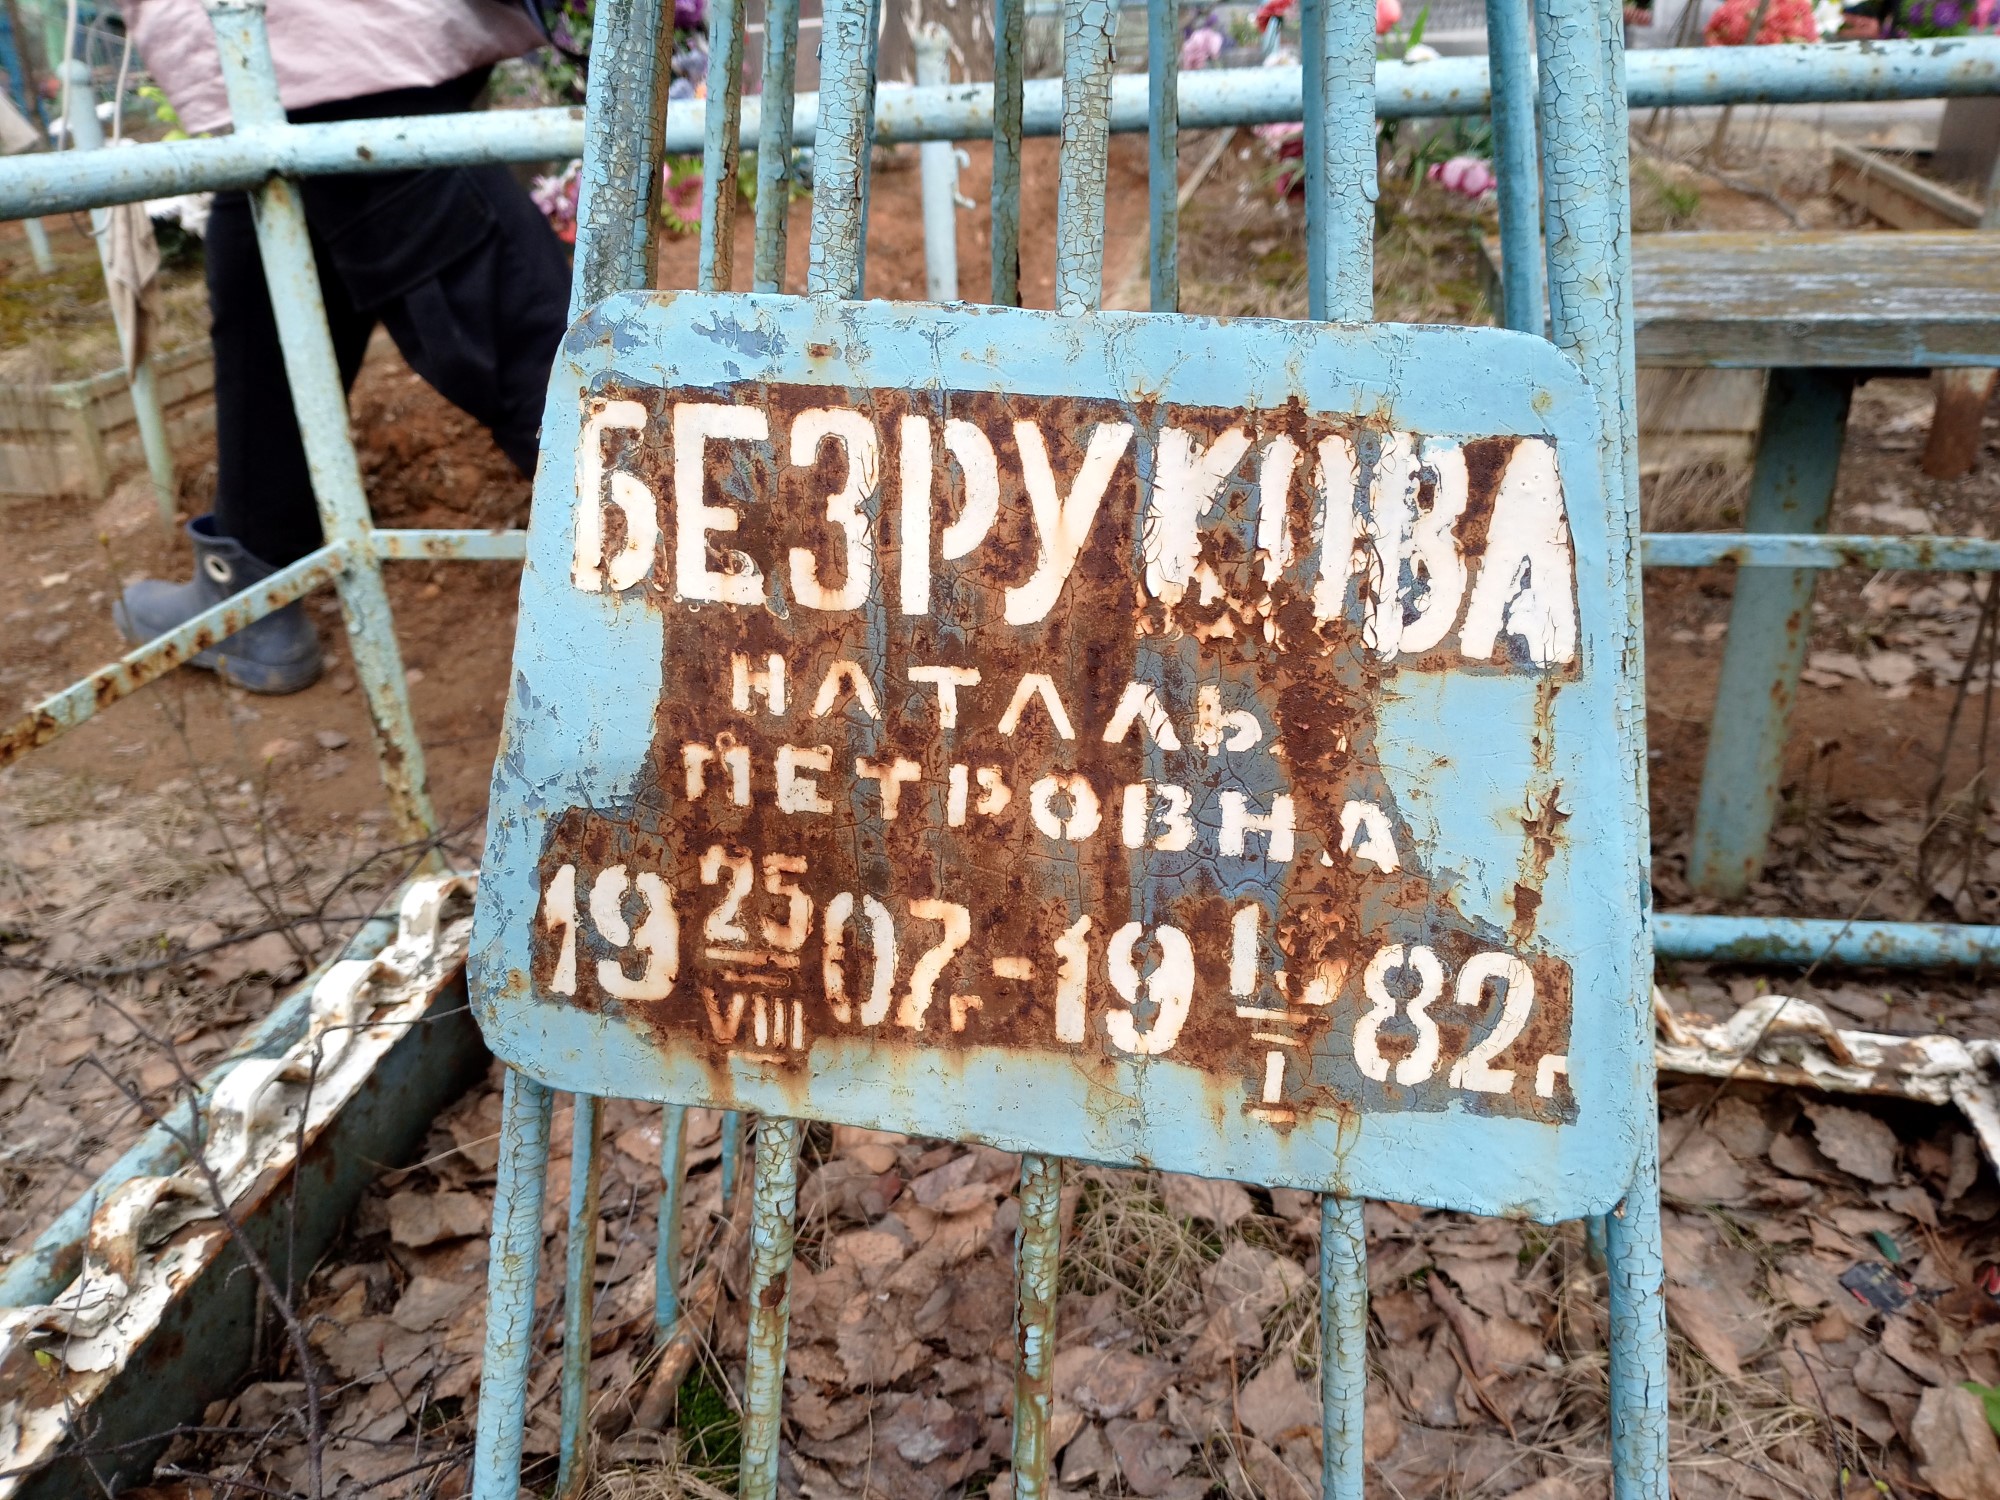 БЕЗРУКОВА
НАТАЛЬ
ПЕТРОВНА
19 25/VIII 07г - 19 /I 82г